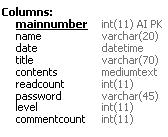 Columns:
mainnumber int(11) AI PK
name varchar(20)
date datetime
title varchar(70)
contents mediumtext
readcount int(11)
password varchar(45)
level int(11)
commentcount int(11)